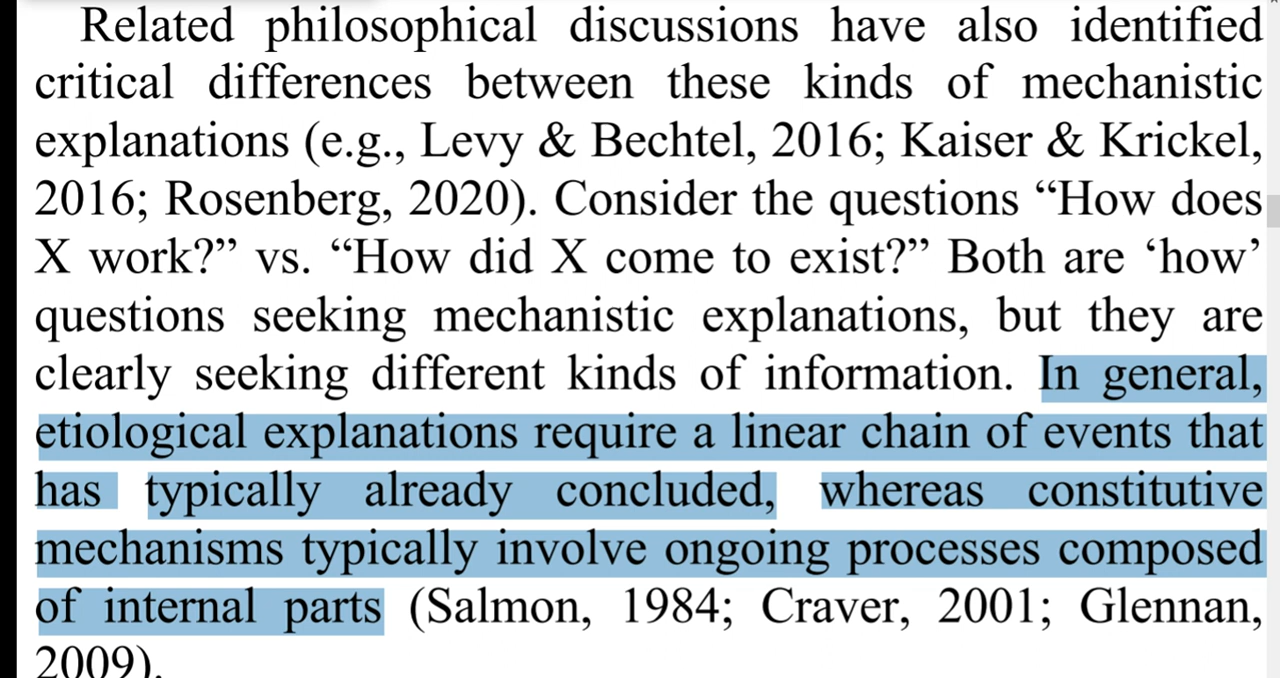 Related philosophical discussions have also identified
critical differences between these kinds of mechanistic
explanations (e.g., Levy & Bechtel, 2016; Kaiser & Krickel,
2016; Rosenberg, 2020). Consider the questions “How does
X work?” vs. “How did X come to exist?” Both are ‘how’
questions seeking mechanistic explanations, but they are
clearly seeking different kinds of information. In general,
etiological explanations require a linear chain of events that
has typically already concluded, whereas constitutive
mechanisms typically involve ongoing processes composed
of internal parts (Salmon, 1984; Craver, 2001; Glennan,
2009).